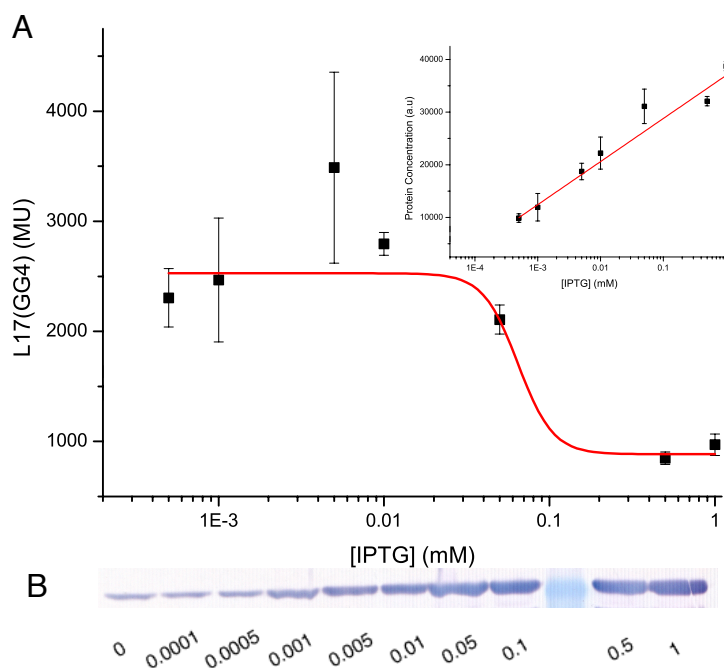 A
L17(GG4) (MU)
4000
3000
2000
1000
1E-3
0.01
0.1
1
[IPTG] (mM)
Protein Concentration (a.u)
40000
30000
20000
10000
1E-4
1E-3
0.01
0.1
[IPTG] (mM)
B
0 0.0001 0.0005 0.001 0.005 0.01 0.05 0.1 0.5 1